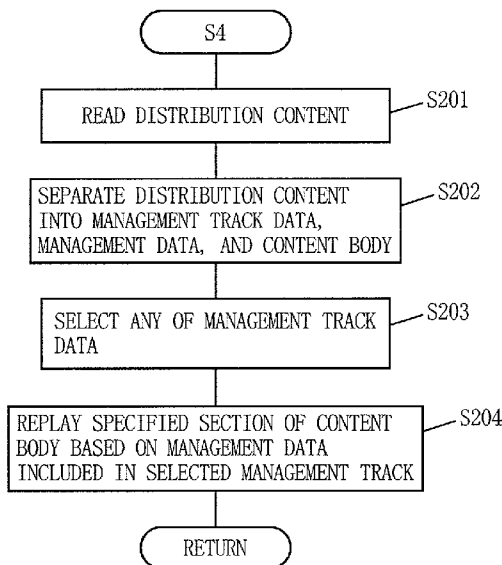 S4
READ DISTRIBUTION CONTENT
S201
SEPARATE DISTRIBUTION CONTENT
INTO MANAGEMENT TRACK DATA,
MANAGEMENT DATA, AND CONTENT BODY
S202
SELECT ANY OF MANAGEMENT TRACK
DATA
S203
REPLAY SPECIFIED SECTION OF CONTENT
BODY BASED ON MANAGEMENT DATA
INCLUDED IN SELECTED MANAGEMENT TRACK
S204
RETURN